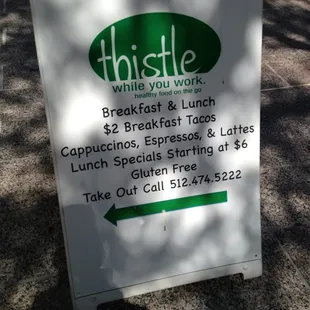 thistle
while you work.
healthy food on the go
Breakfast & Lunch
$2 Breakfast Tacos
Cappuccinos, Espressos, & Lattes
Lunch Specials Starting at $6
Gluten Free
Take Out Call 512.474.5222